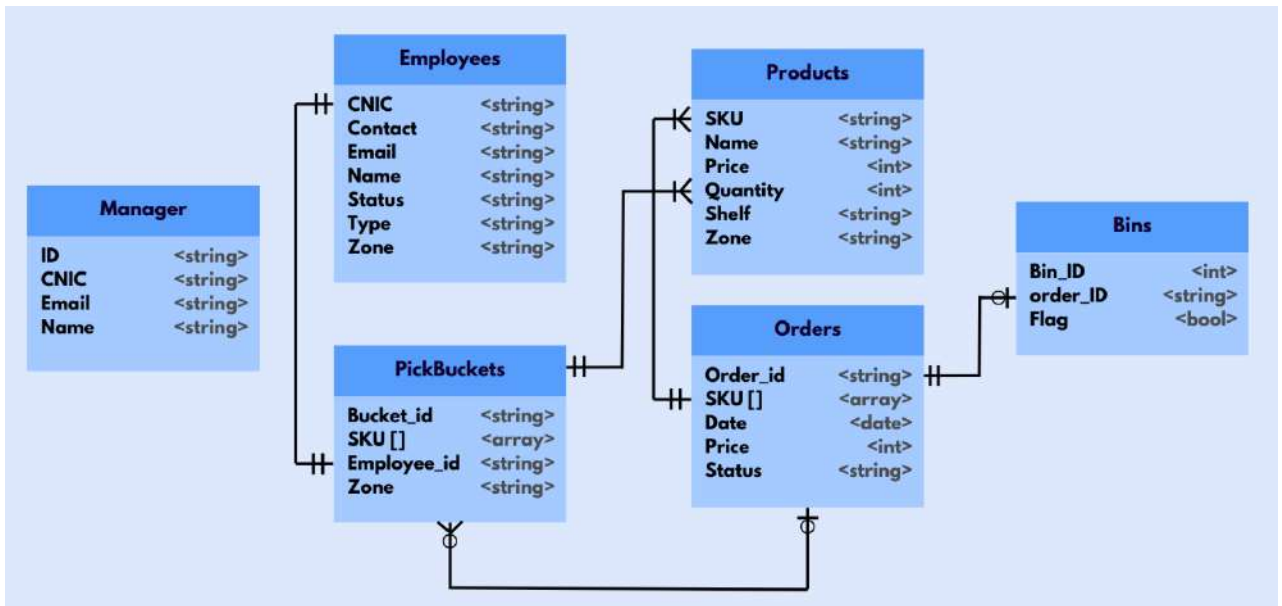 Manager
ID <string>
CNIC <string>
Email <string>
Name <string>
Employees
CNIC <string>
Contact <string>
Email <string>
Name <string>
Status <string>
Type <string>
Zone <string>
PickBuckets
Bucket_id <string>
SKU [] <array>
Employee_id <string>
Zone <string>
Products
SKU <string>
Name <string>
Price <int>
Quantity <int>
Shelf <string>
Zone <string>
Orders
Order_id <string>
SKU [] <array>
Date <date>
Price <int>
Status <string>
Bins
Bin_ID <int>
order_ID <string>
Flag <bool>